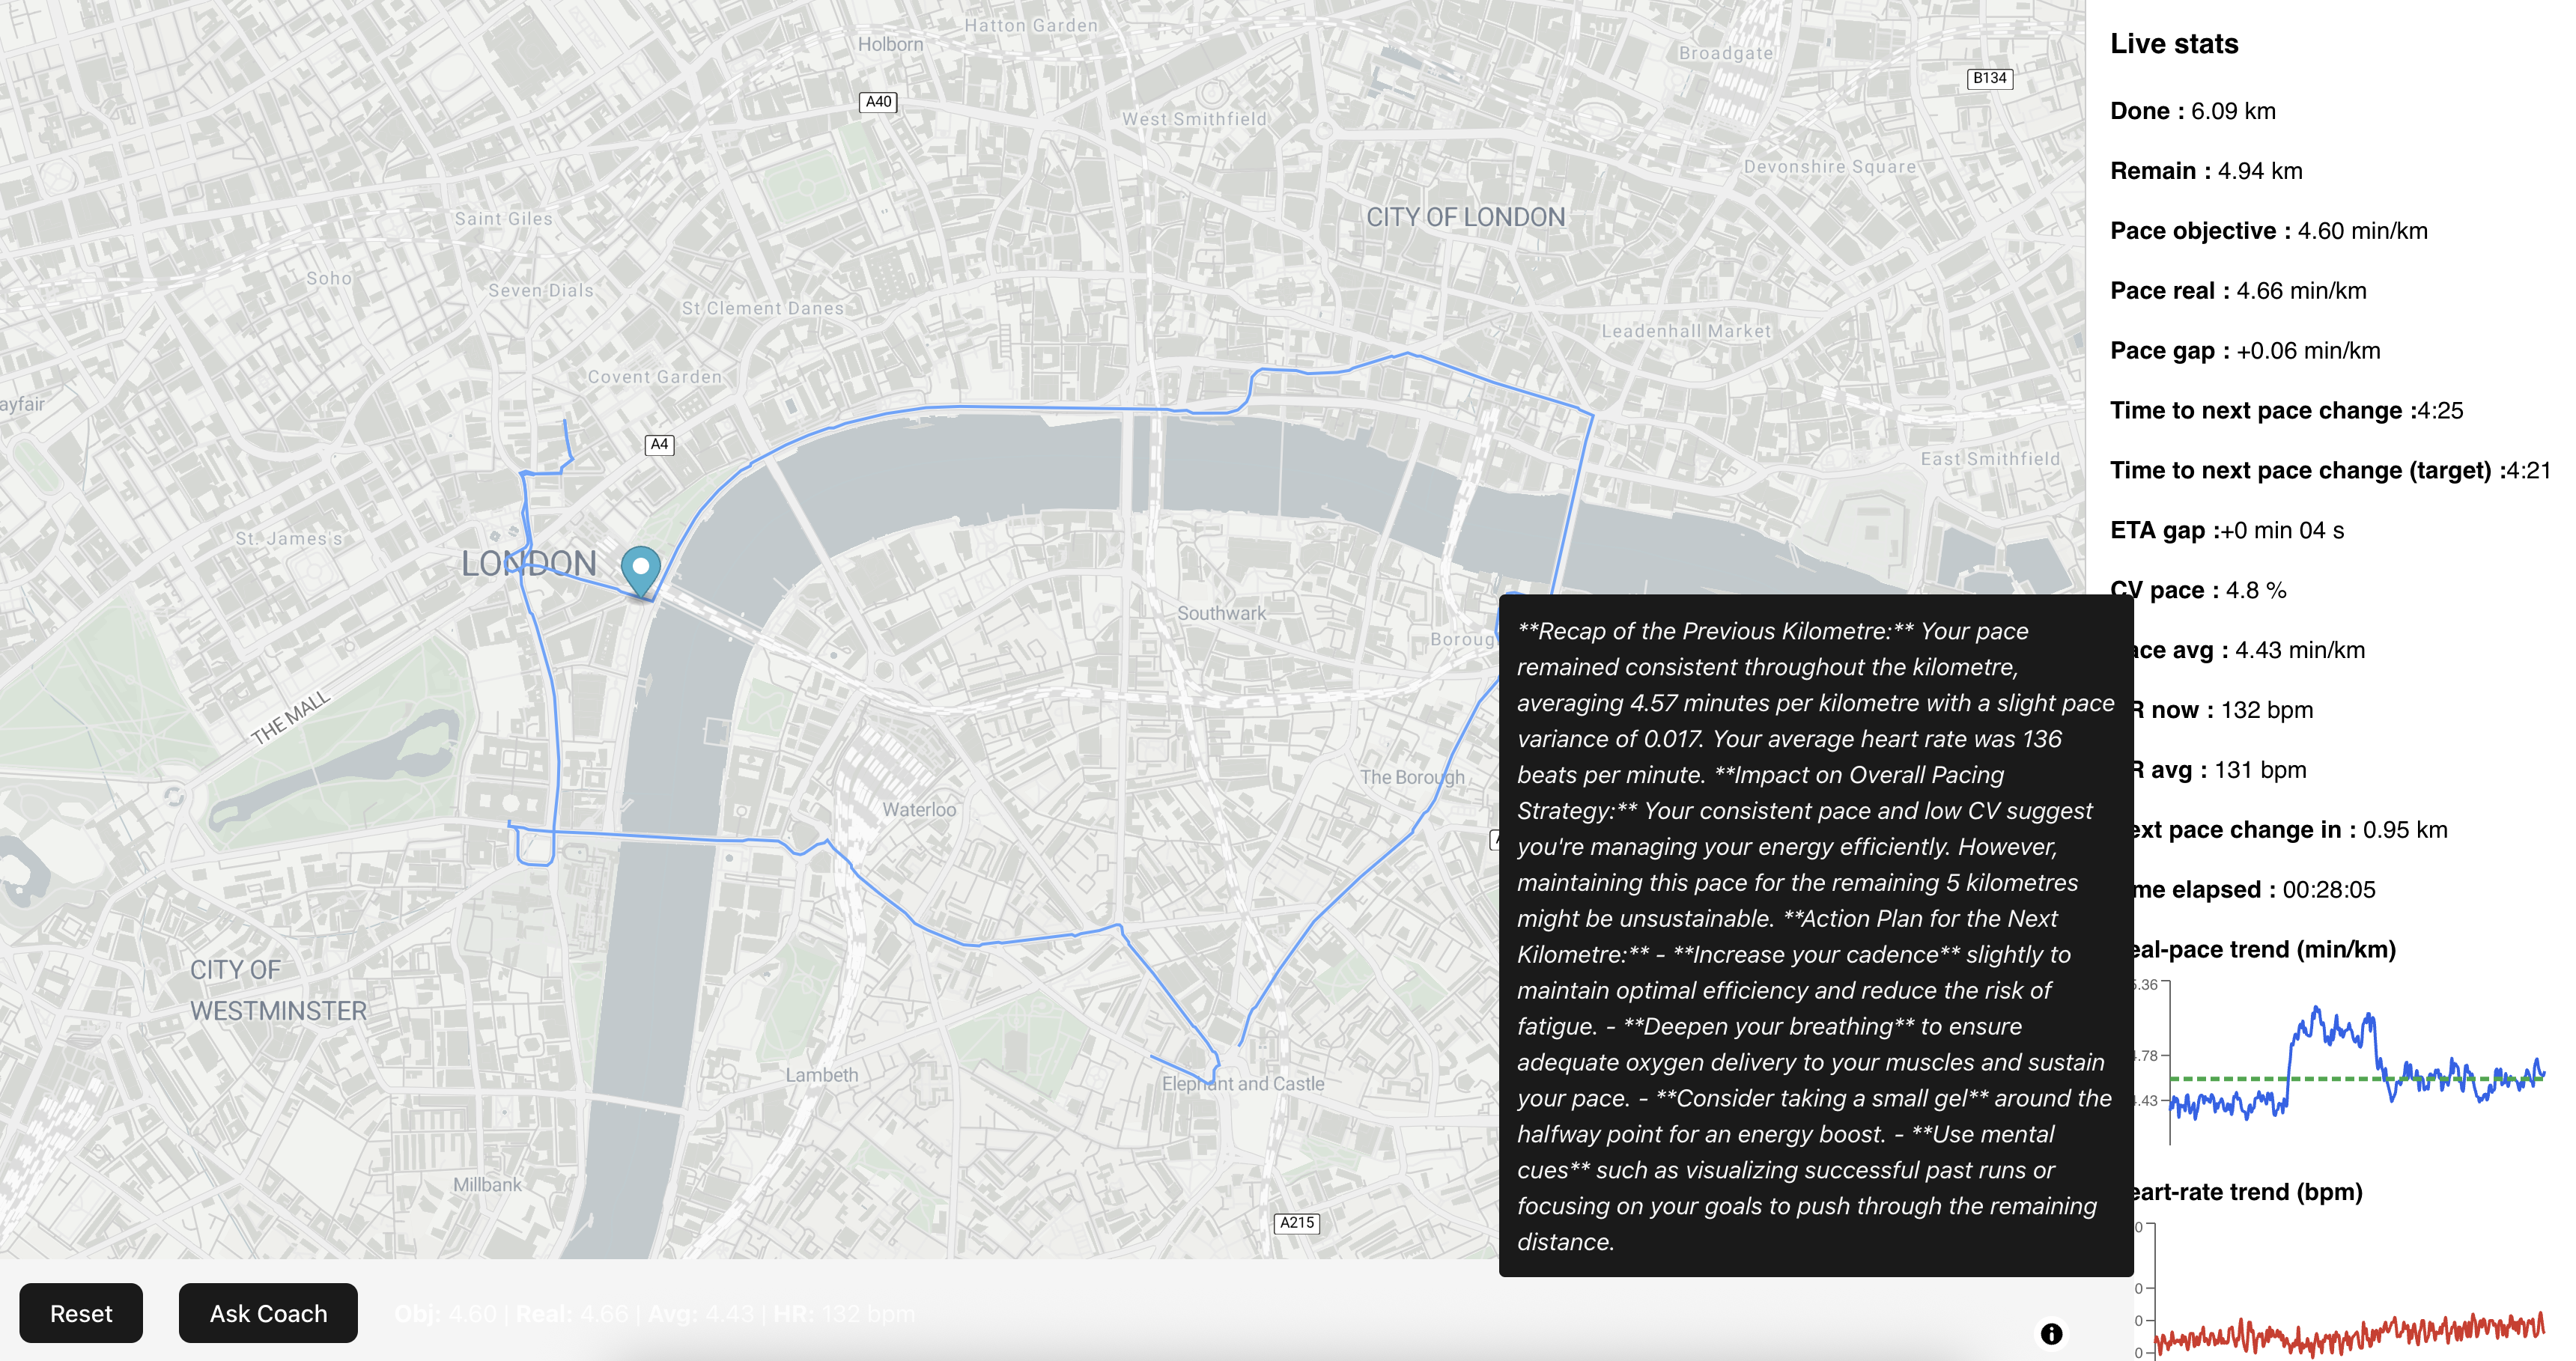 Hatton Garden
Holborn
Broadgate
B134
A40
West Smithfield
Devonshire Square
Saint Giles
CITY OF LONDON
Soho
Seven Dials
St Clement Danes
Leadenhall Market
Covent Garden
ayfair
A4
East Smithfield
St. James's
LONDON
Southwark
Boroug
THE MALL
The Borough
Waterloo
CITY OF
WESTMINSTER
Lambeth
Elephant and Castle
Millbank
A215
**Recap of the Previous Kilometre:** Your pace
remained consistent throughout the kilometre,
averaging 4.57 minutes per kilometre with a slight pace
variance of 0.017. Your average heart rate was 136
beats per minute. **Impact on Overall Pacing
Strategy:** Your consistent pace and low CV suggest
you're managing your energy efficiently. However,
maintaining this pace for the remaining 5 kilometres
might be unsustainable. **Action Plan for the Next
Kilometre:** - **Increase your cadence** slightly to
maintain optimal efficiency and reduce the risk of
fatigue. - **Deepen your breathing** to ensure
adequate oxygen delivery to your muscles and sustain
your pace. - **Consider taking a small gel** around the
halfway point for an energy boost. - **Use mental
cues** such as visualizing successful past runs or
focusing on your goals to push through the remaining
distance.
Reset
Ask Coach
Obj: 4.60 | Real: 4.66 | Avg: 4.43 | HR: 132 bpm
Live stats
Done : 6.09 km
Remain : 4.94 km
Pace objective : 4.60 min/km
Pace real : 4.66 min/km
Pace gap : +0.06 min/km
Time to next pace change :4:25
Time to next pace change (target) :4:21
ETA gap :+0 min 04 s
CV pace : 4.8 %
ace avg : 4.43 min/km
R now : 132 bpm
R avg : 131 bpm
ext pace change in : 0.95 km
me elapsed : 00:28:05
eal-pace trend (min/km)
5.36
4.78
4.43
eart-rate trend (bpm)
0
0
0
0